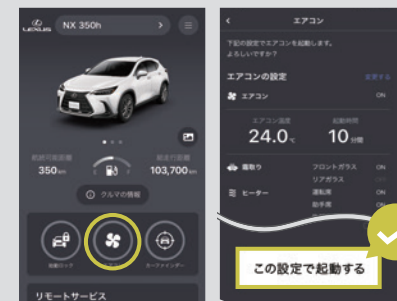 LEXUS
NX 350h
航続可能距離
350 km
E F
総走行距離
103,700 km
クルマの情報
リモートサービス
エアコン
下記の設定でエアコンを起動します。
よろしいですか?
エアコンの設定 変更する
エアコン ON
エアコン温度 起動時間
24.0℃ 10分間
霜取り フロントガラス ON
リアガラス OFF
ヒーター 運転席 ON
助手席 ON
この設定で起動する